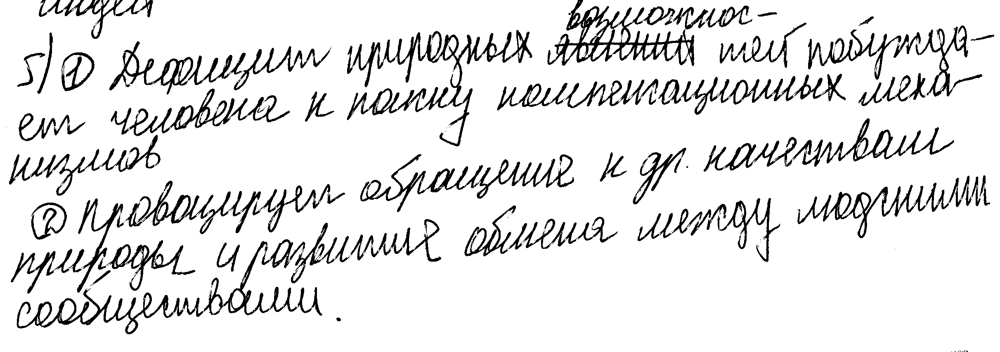 людей
возможнос-
5) ① Дефицит природных явлений тей побужда-
ет человека к поиску компенсационных меха-
низмов
② Провоцирует обращение к др. качествам
природы и развитие обмена между людскими
сообществами.